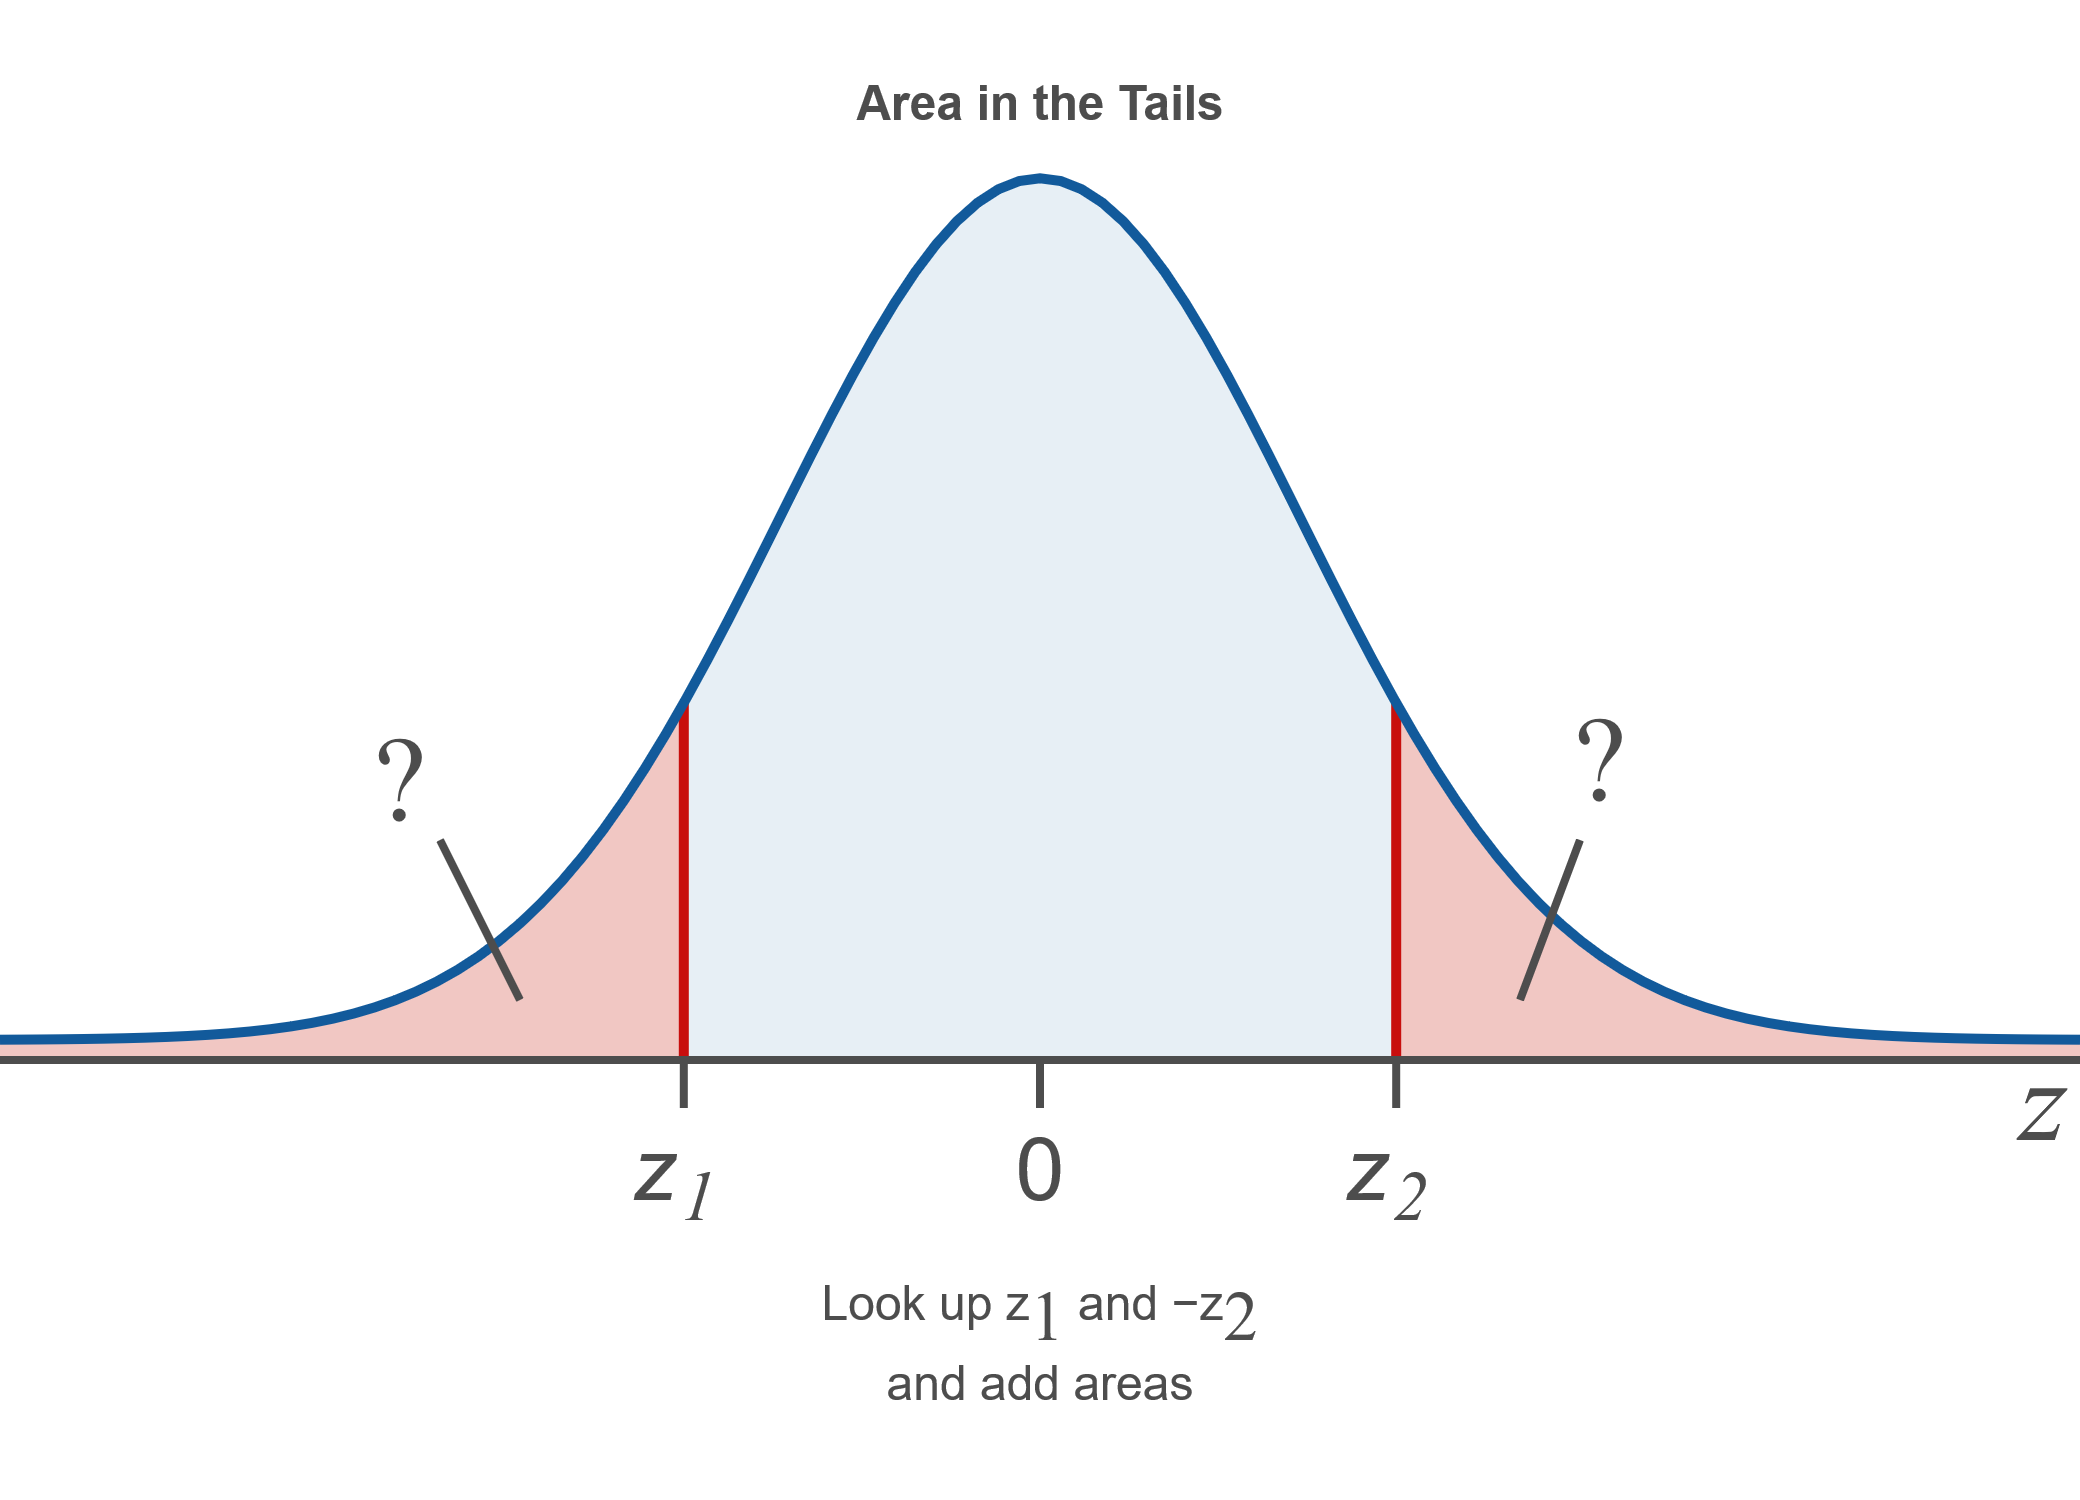 Area in the Tails
?
?
z
z1 0 z2
Look up z1 and −z2
and add areas